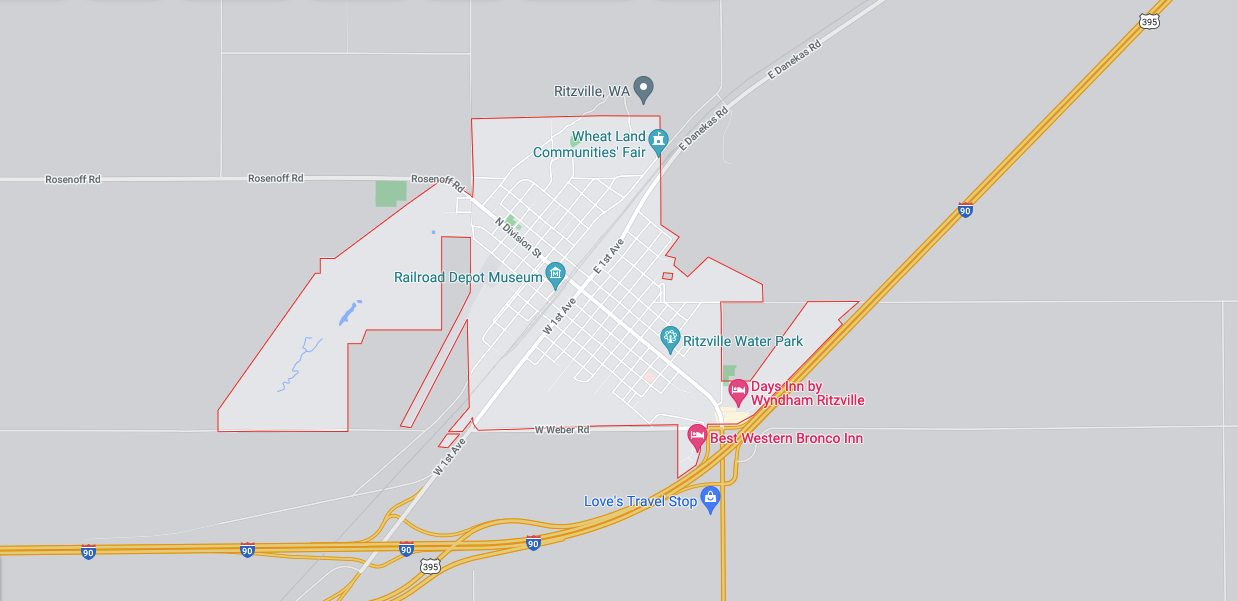 395
E Danekas Rd
Ritzville, WA
E Danekas Rd
Wheat Land
Communities' Fair
Rosenoff Rd
Rosenoff Rd
Rosenoff Rd
90
N Division St
E 1st Ave
Railroad Depot Museum
W 1st Ave
Ritzville Water Park
Days Inn by
Wyndham Ritzville
W Weber Rd
Best Western Bronco Inn
W 1st Ave
Love's Travel Stop
90
90
90
90
395